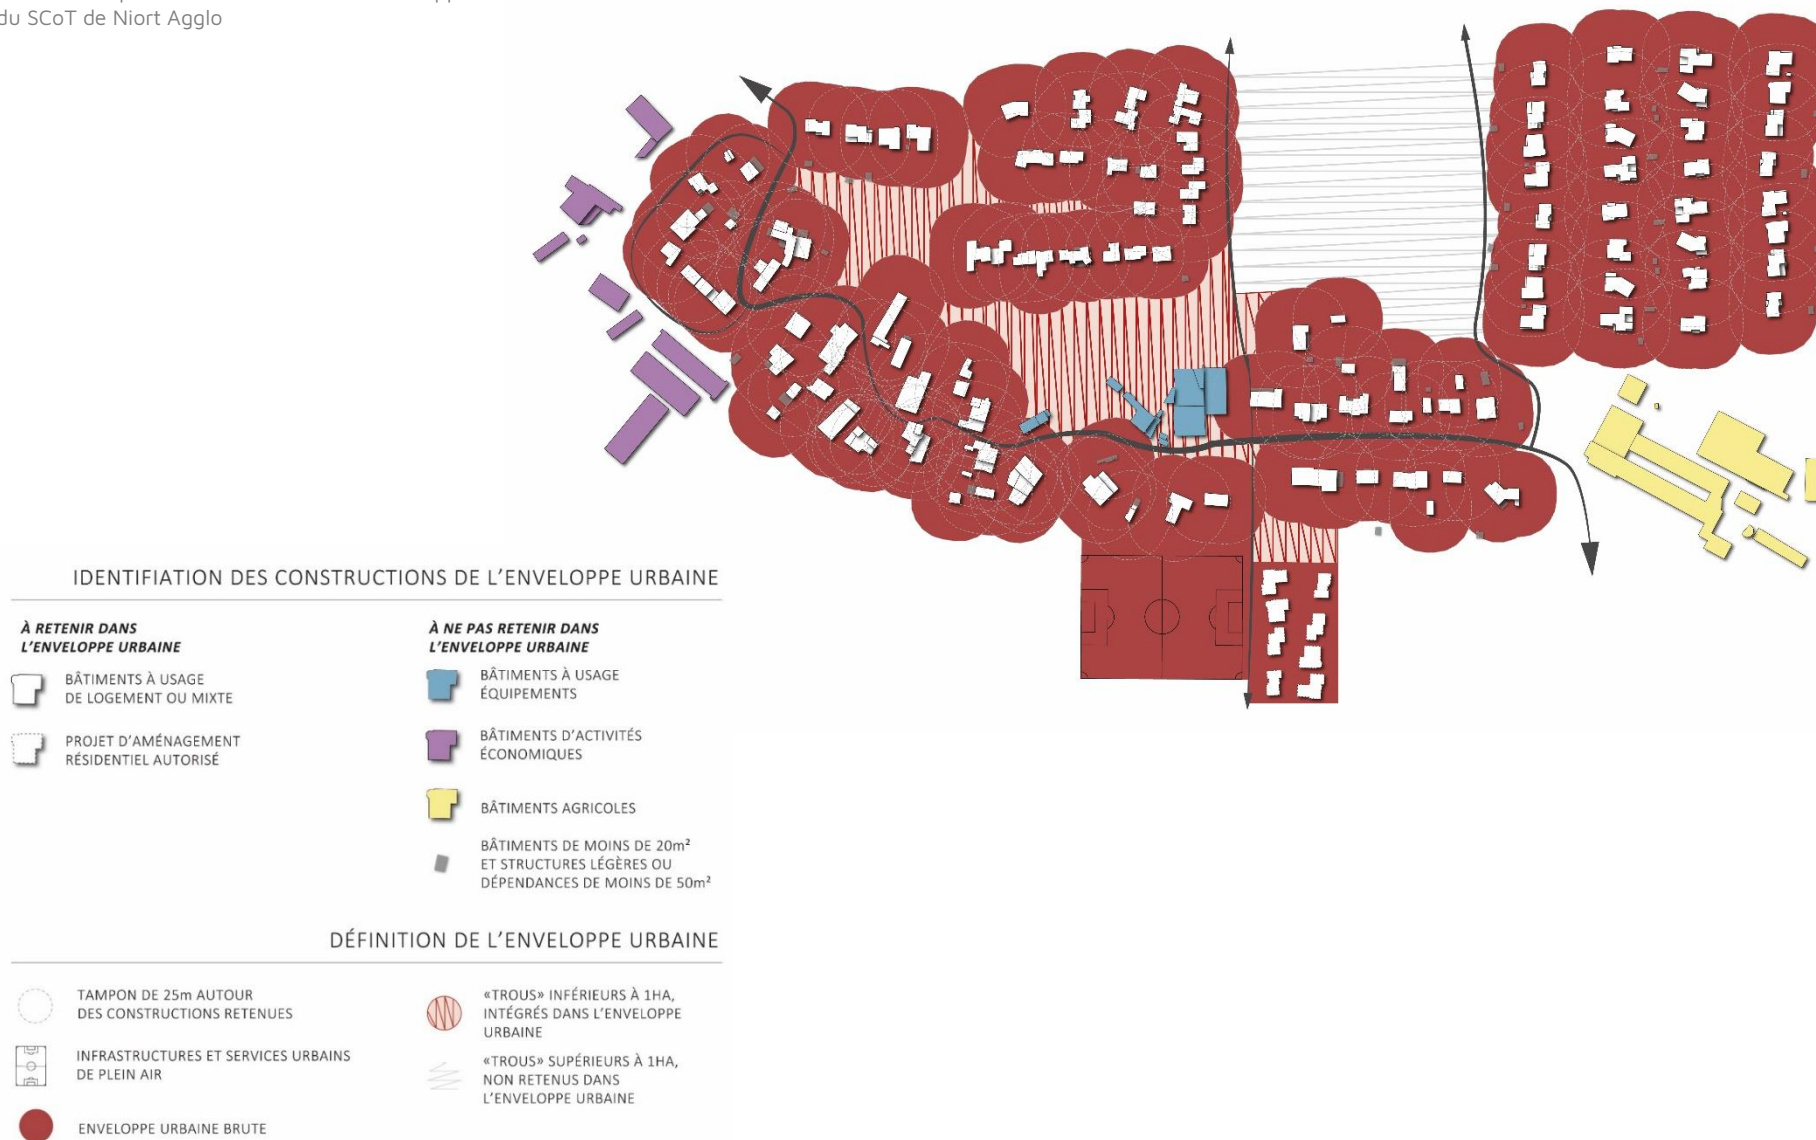 du SCoT de Niort Agglo
IDENTIFIATION DES CONSTRUCTIONS DE L'ENVELOPPE URBAINE
À RETENIR DANS
L'ENVELOPPE URBAINE
BÂTIMENTS À USAGE
DE LOGEMENT OU MIXTE
PROJET D'AMÉNAGEMENT
RÉSIDENTIEL AUTORISÉ
À NE PAS RETENIR DANS
L'ENVELOPPE URBAINE
BÂTIMENTS À USAGE
ÉQUIPEMENTS
BÂTIMENTS D'ACTIVITÉS
ÉCONOMIQUES
BÂTIMENTS AGRICOLES
BÂTIMENTS DE MOINS DE 20m²
ET STRUCTURES LÉGÈRES OU
DÉPENDANCES DE MOINS DE 50m²
DÉFINITION DE L'ENVELOPPE URBAINE
TAMPON DE 25m AUTOUR
DES CONSTRUCTIONS RETENUES
INFRASTRUCTURES ET SERVICES URBAINS
DE PLEIN AIR
ENVELOPPE URBAINE BRUTE
«TROUS» INFÉRIEURS À 1HA,
INTÉGRÉS DANS L'ENVELOPPE
URBAINE
«TROUS» SUPÉRIEURS À 1HA,
NON RETENUS DANS
L'ENVELOPPE URBAINE